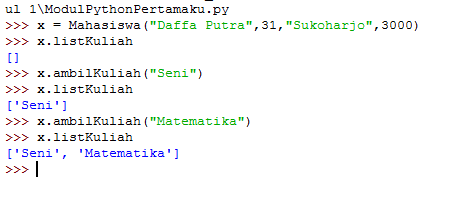 ul 1\ModulPythonPertamaku.py
>>> x = Mahasiswa("Daffa Putra",31,"Sukoharjo",3000)
>>> x.listKuliah
[]
>>> x.ambilKuliah("Seni")
>>> x.listKuliah
['Seni']
>>> x.ambilKuliah("Matematika")
>>> x.listKuliah
['Seni', 'Matematika']
>>>